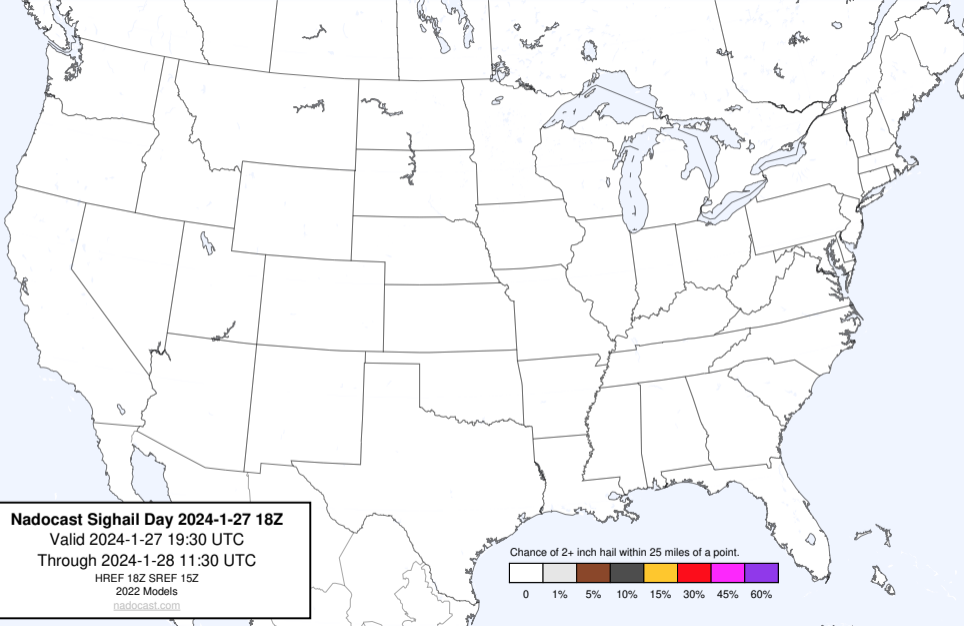 Nadocast Sighail Day 2024-1-27 18Z
Valid 2024-1-27 19:30 UTC
Through 2024-1-28 11:30 UTC
HREF 18Z SREF 15Z
2022 Models
nadocast.com
Chance of 2+ inch hail within 25 miles of a point.
0 1% 5% 10% 15% 30% 45% 60%